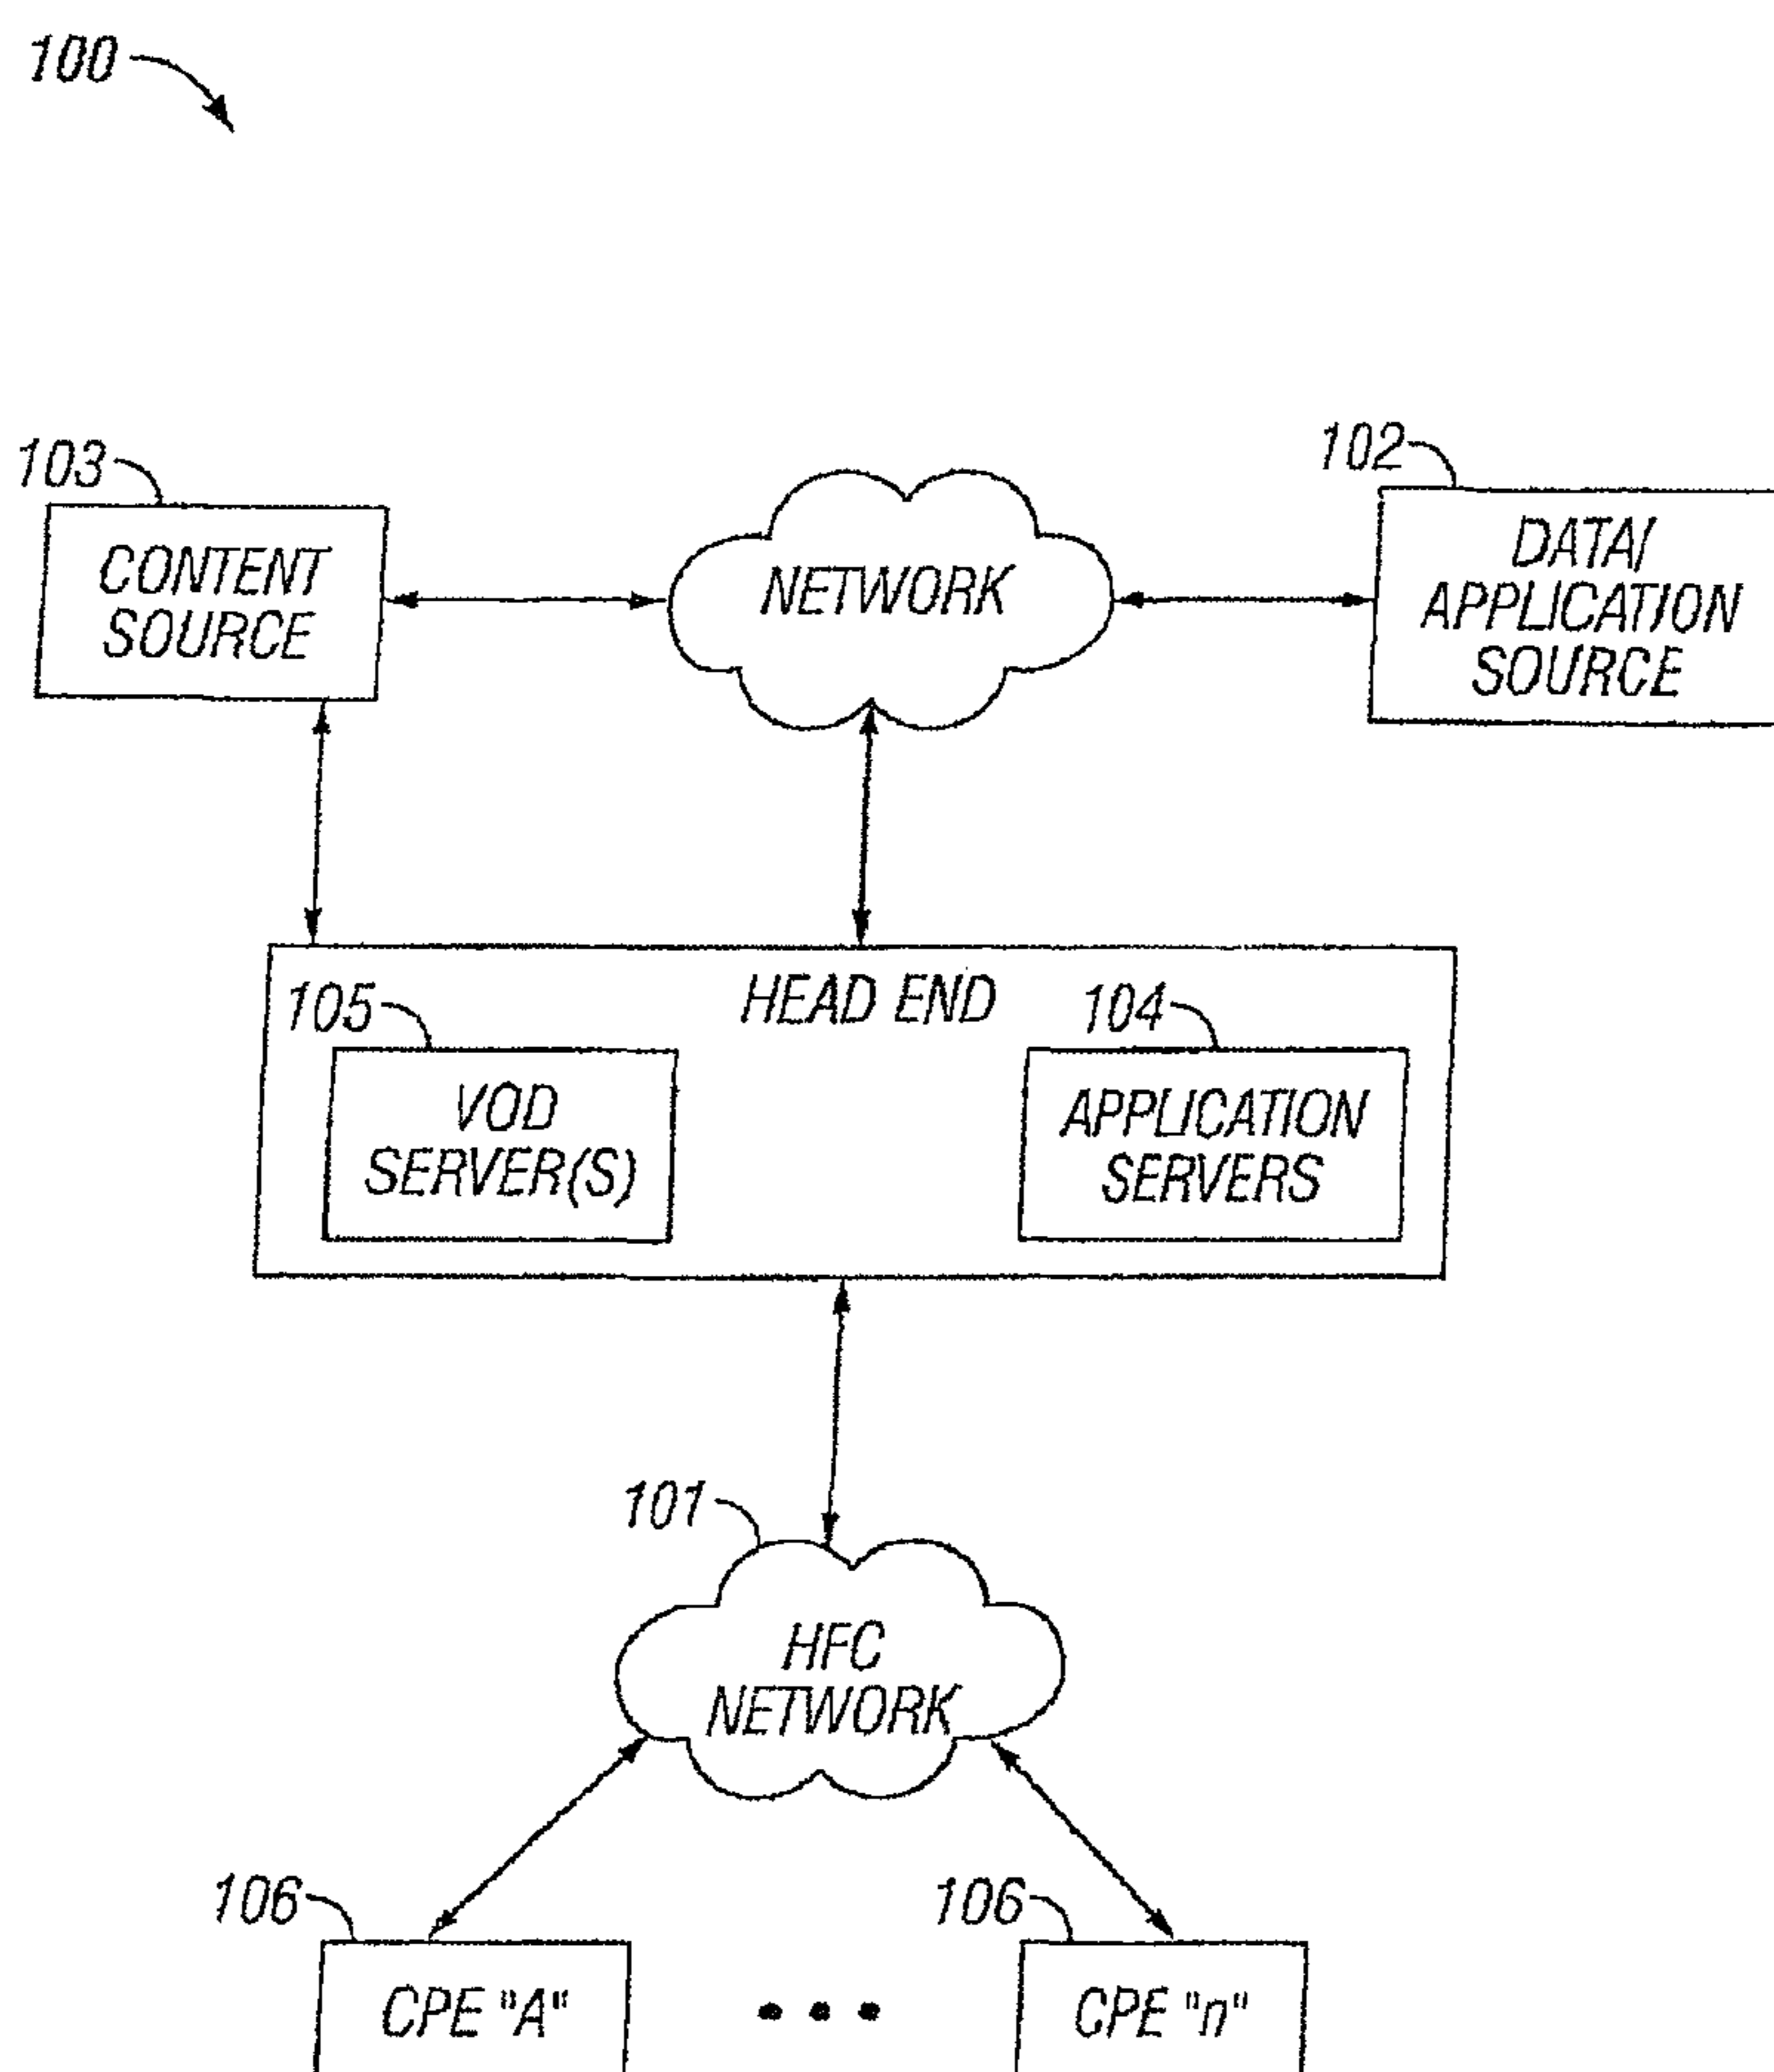 100
103
102
CONTENT
SOURCE
NETWORK
DATA/
APPLICATION
SOURCE
HEAD END
105
104
VOD
SERVER(S)
APPLICATION
SERVERS
101
HFC
NETWORK
106
106
CPE "A"
• • •
CPE "n"